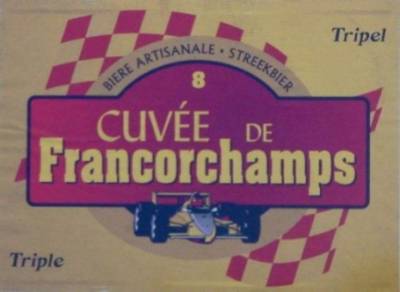 Tripel
BIERE ARTISANALE • STREEKBIER
8
CUVÉE DE
Francorchamps
Triple